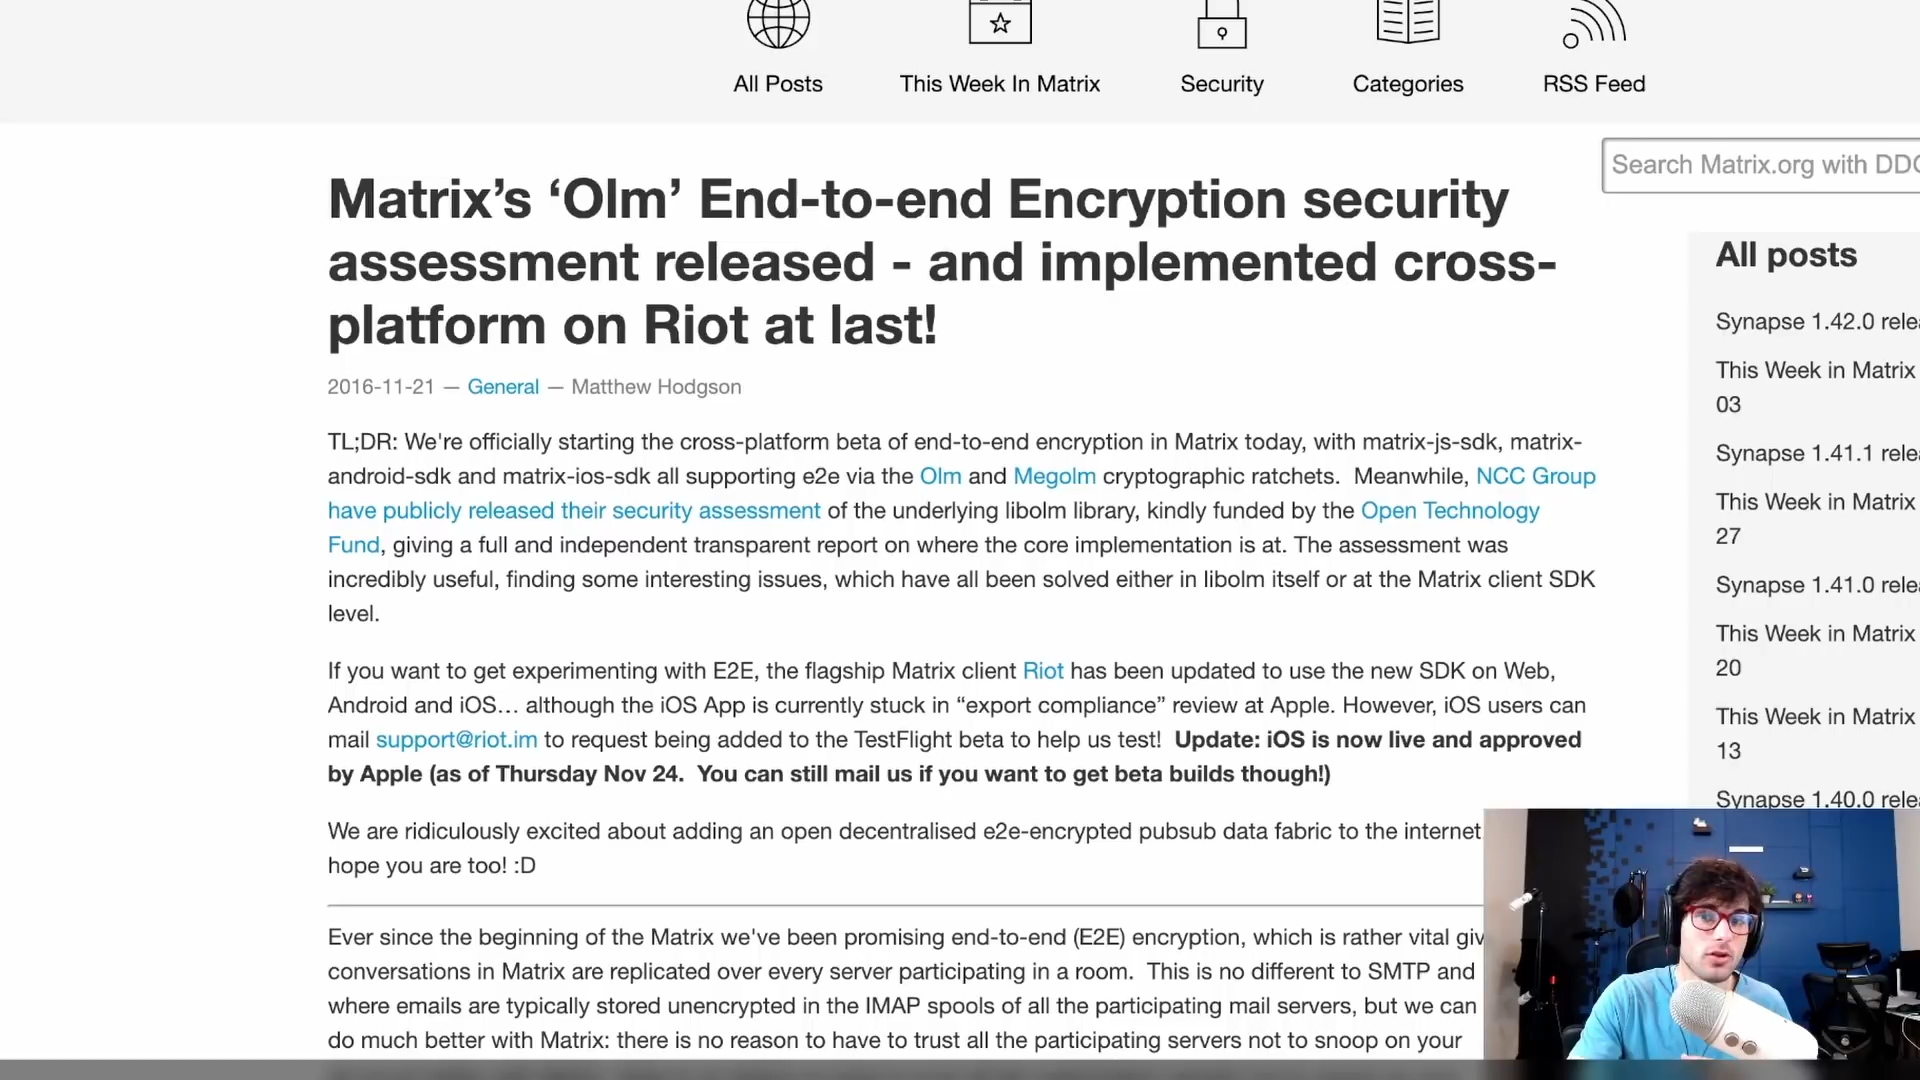 All Posts
This Week In Matrix
Security
Categories
RSS Feed
Search Matrix.org with DDG
Matrix’s ‘Olm’ End-to-end Encryption security
assessment released - and implemented cross-
platform on Riot at last!
2016-11-21 — General — Matthew Hodgson
TL;DR: We're officially starting the cross-platform beta of end-to-end encryption in Matrix today, with matrix-js-sdk, matrix-
android-sdk and matrix-ios-sdk all supporting e2e via the Olm and Megolm cryptographic ratchets.  Meanwhile, NCC Group
have publicly released their security assessment of the underlying libolm library, kindly funded by the Open Technology
Fund, giving a full and independent transparent report on where the core implementation is at. The assessment was
incredibly useful, finding some interesting issues, which have all been solved either in libolm itself or at the Matrix client SDK
level.
If you want to get experimenting with E2E, the flagship Matrix client Riot has been updated to use the new SDK on Web,
Android and iOS… although the iOS App is currently stuck in “export compliance” review at Apple. However, iOS users can
mail support@riot.im to request being added to the TestFlight beta to help us test!  Update: iOS is now live and approved
by Apple (as of Thursday Nov 24.  You can still mail us if you want to get beta builds though!)
We are ridiculously excited about adding an open decentralised e2e-encrypted pubsub data fabric to the internet
hope you are too! :D
Ever since the beginning of the Matrix we've been promising end-to-end (E2E) encryption, which is rather vital giv
conversations in Matrix are replicated over every server participating in a room.  This is no different to SMTP and
where emails are typically stored unencrypted in the IMAP spools of all the participating mail servers, but we can
do much better with Matrix: there is no reason to have to trust all the participating servers not to snoop on your
All posts
Synapse 1.42.0 relea
This Week in Matrix
03
Synapse 1.41.1 relea
This Week in Matrix
27
Synapse 1.41.0 relea
This Week in Matrix
20
This Week in Matrix
13
Synapse 1.40.0 relea